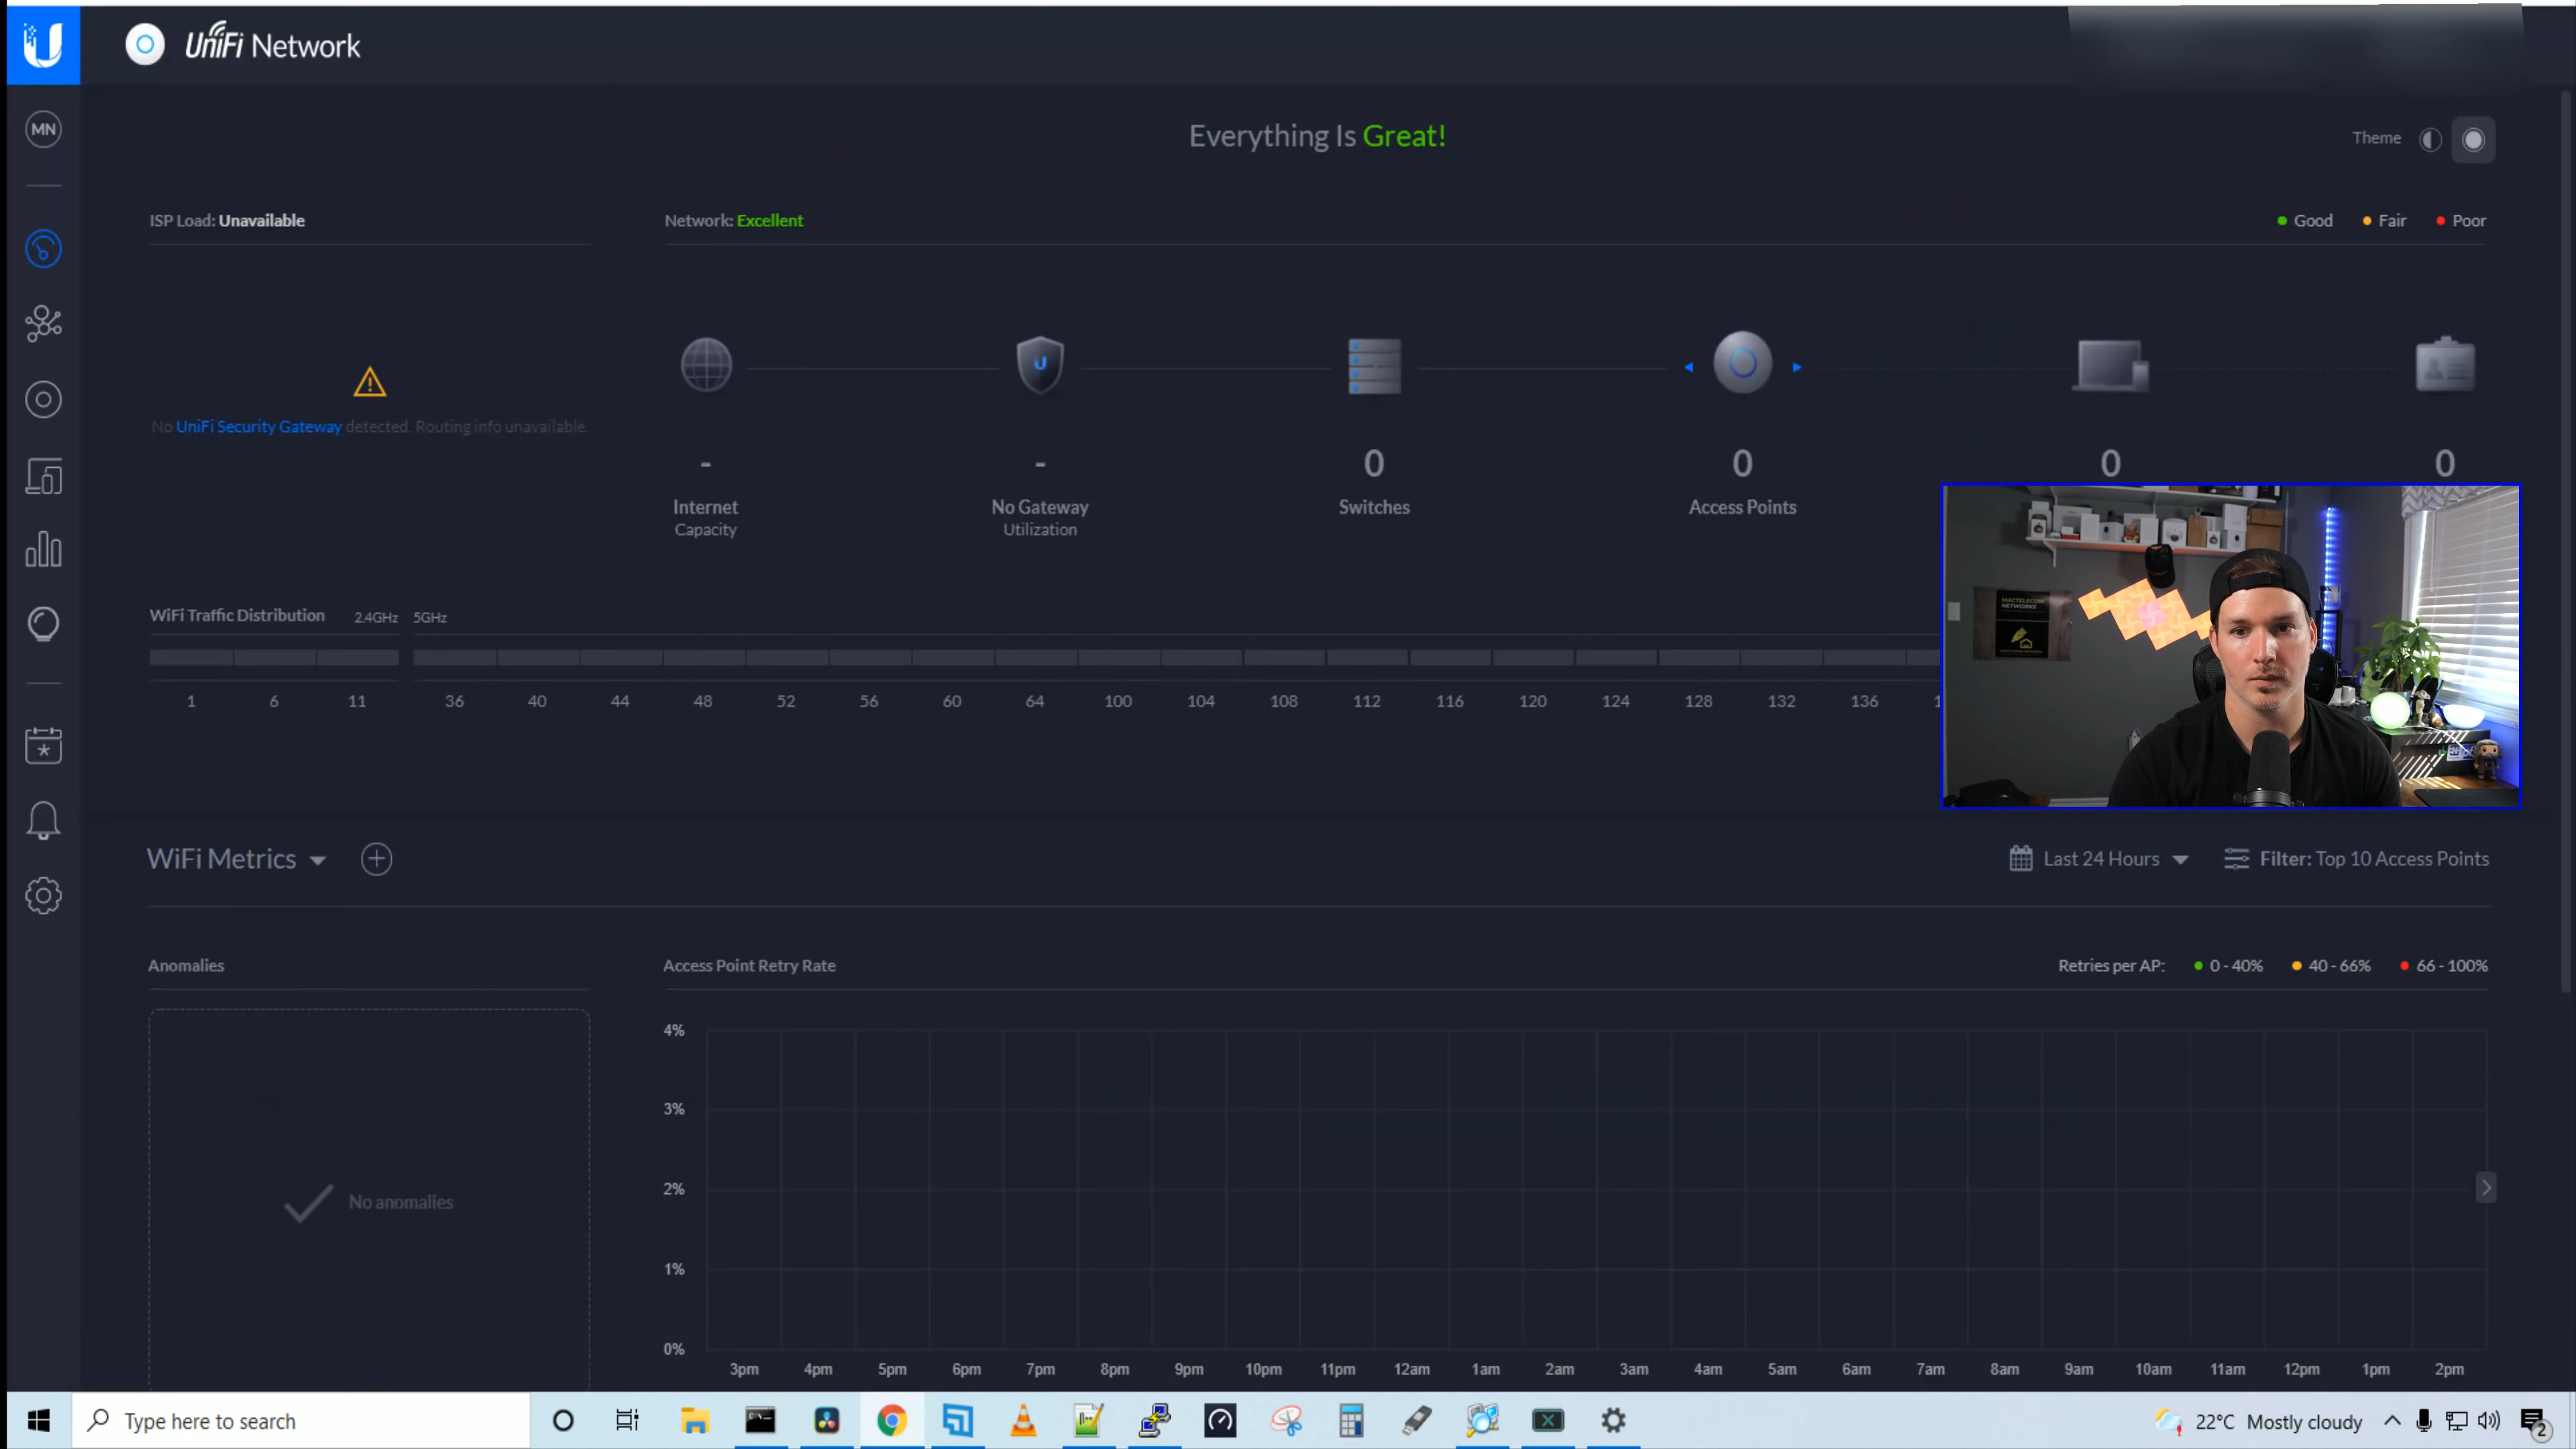 UniFi Network
MN
Everything Is Great!
Theme
ISP Load: Unavailable
Network: Excellent
Good
Fair
Poor
No UniFi Security Gateway detected. Routing info unavailable.
-
Internet
Capacity
-
No Gateway
Utilization
0
Switches
0
Access Points
0
0
WiFi Traffic Distribution
2.4GHz
5GHz
1 6 11 36 40 44 48 52 56 60 64 100 104 108 112 116 120 124 128 132 136
MACTELECOM
NETWORKS
WiFi Metrics
Last 24 Hours
Filter: Top 10 Access Points
Anomalies
No anomalies
Access Point Retry Rate
Retries per AP:
0 - 40%
40 - 66%
66 - 100%
4%
3%
2%
1%
0%
3pm 4pm 5pm 6pm 7pm 8pm 9pm 10pm 11pm 12am 1am 2am 3am 4am 5am 6am 7am 8am 9am 10am 11am 12pm 1pm 2pm
Type here to search
22°C Mostly cloudy
2